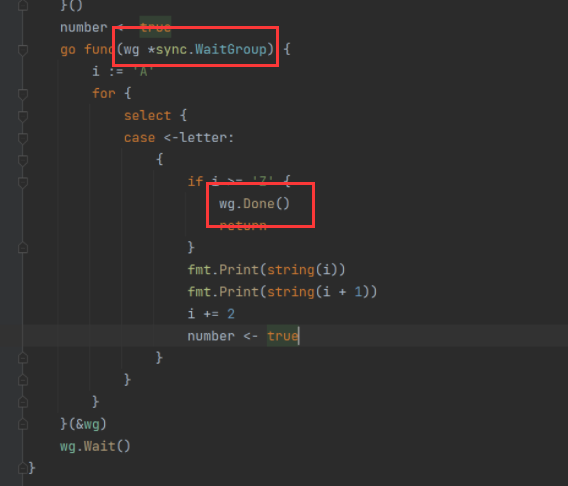 }()
number <- true
go func(wg *sync.WaitGroup) {
i := 'A'
for {
select {
case <-letter:
{
if i >= 'Z' {
wg.Done()
return
}
fmt.Print(string(i))
fmt.Print(string(i + 1))
i += 2
number <- true
}
}
}
}(&wg)
wg.Wait()
}